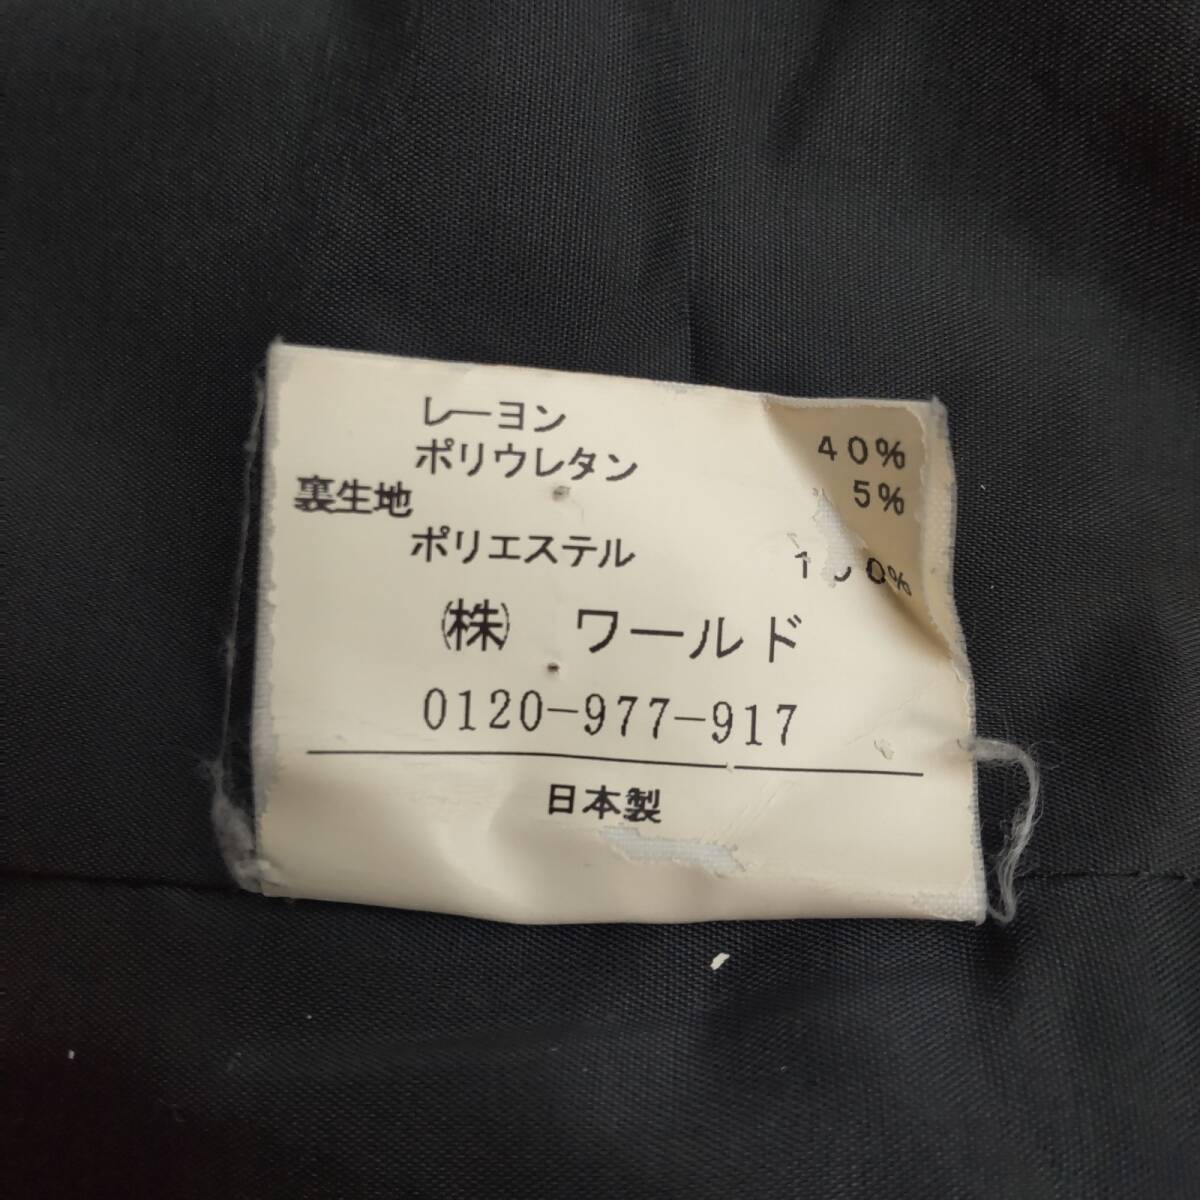 レーヨン 40%
ポリウレタン 5%
裏生地
ポリエステル 100%
㈱ ワールド
0120-977-917
日本製